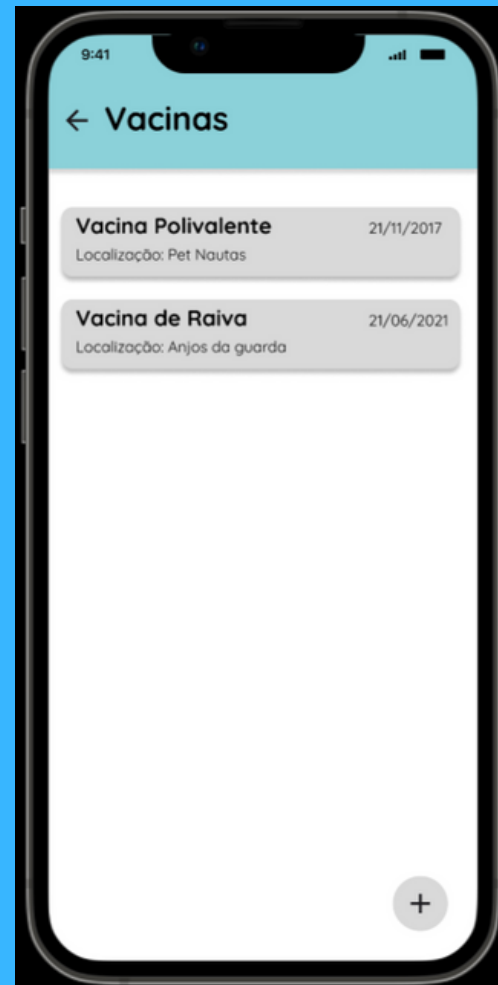 9:41
← Vacinas
Vacina Polivalente 21/11/2017
Localização: Pet Nautas
Vacina de Raiva 21/06/2021
Localização: Anjos da guarda
+